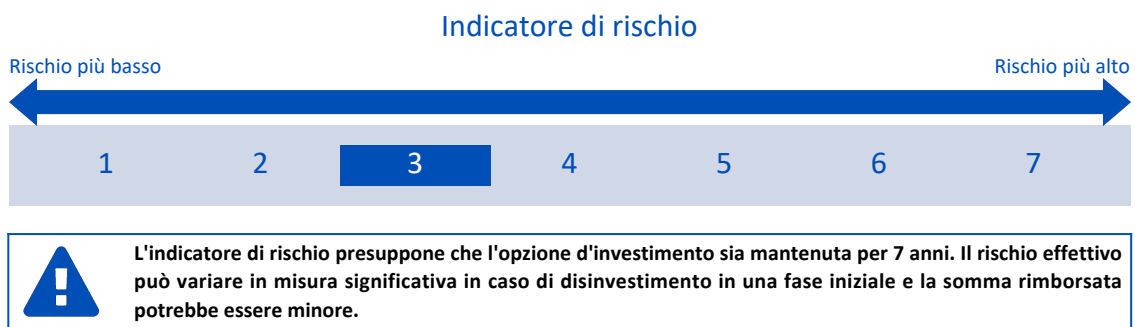 Indicatore di rischio
Rischio più basso Rischio più alto
1 2 3 4 5 6 7
L'indicatore di rischio presuppone che l'opzione d'investimento sia mantenuta per 7 anni. Il rischio effettivo
può variare in misura significativa in caso di disinvestimento in una fase iniziale e la somma rimborsata
potrebbe essere minore.